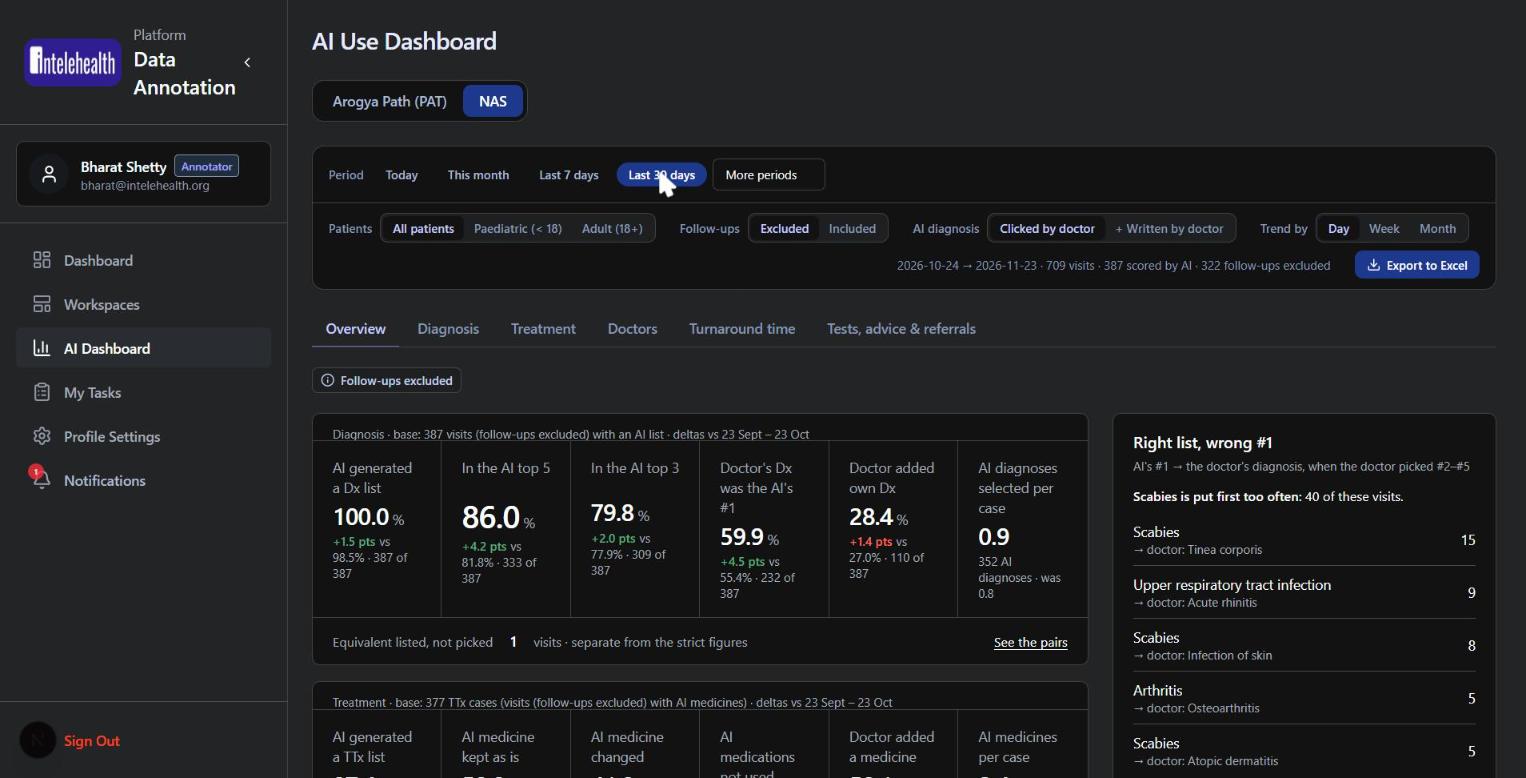 intelehealth
Platform
Data
Annotation
Bharat Shetty Annotator
bharat@intelehealth.org
Dashboard
Workspaces
AI Dashboard
My Tasks
Profile Settings
1
Notifications
Sign Out
AI Use Dashboard
Arogya Path (PAT) NAS
Period Today This month Last 7 days Last 30 days More periods
Patients All patients Paediatric (< 18) Adult (18+) Follow-ups Excluded Included AI diagnosis Clicked by doctor + Written by doctor Trend by Day Week Month
2026-10-24 → 2026-11-23 · 709 visits · 387 scored by AI · 322 follow-ups excluded Export to Excel
Overview Diagnosis Treatment Doctors Turnaround time Tests, advice & referrals
Follow-ups excluded
Diagnosis · base: 387 visits (follow-ups excluded) with an AI list · deltas vs 23 Sept – 23 Oct
AI generated
a Dx list
100.0 %
+1.5 pts vs
98.5% · 387 of
387
In the AI top 5
86.0 %
+4.2 pts vs
81.8% · 333 of
387
In the AI top 3
79.8 %
+2.0 pts vs
77.9% · 309 of
387
Doctor's Dx
was the AI's
#1
59.9 %
+4.5 pts vs
55.4% · 232 of
387
Doctor added
own Dx
28.4 %
+1.4 pts vs
27.0% · 110 of
387
AI diagnoses
selected per
case
0.9
352 AI
diagnoses · was
0.8
Equivalent listed, not picked 1 visits · separate from the strict figures See the pairs
Treatment · base: 377 TTx cases (visits (follow-ups excluded) with AI medicines) · deltas vs 23 Sept – 23 Oct
AI generated
a TTx list
AI medicine
kept as is
AI medicine
changed
AI
medications
not used
Doctor added
a medicine
AI medicines
per case
Right list, wrong #1
AI's #1 → the doctor's diagnosis, when the doctor picked #2–#5
Scabies is put first too often: 40 of these visits.
Scabies 15
→ doctor: Tinea corporis
Upper respiratory tract infection 9
→ doctor: Acute rhinitis
Scabies 8
→ doctor: Infection of skin
Arthritis 5
→ doctor: Osteoarthritis
Scabies 5
→ doctor: Atopic dermatitis